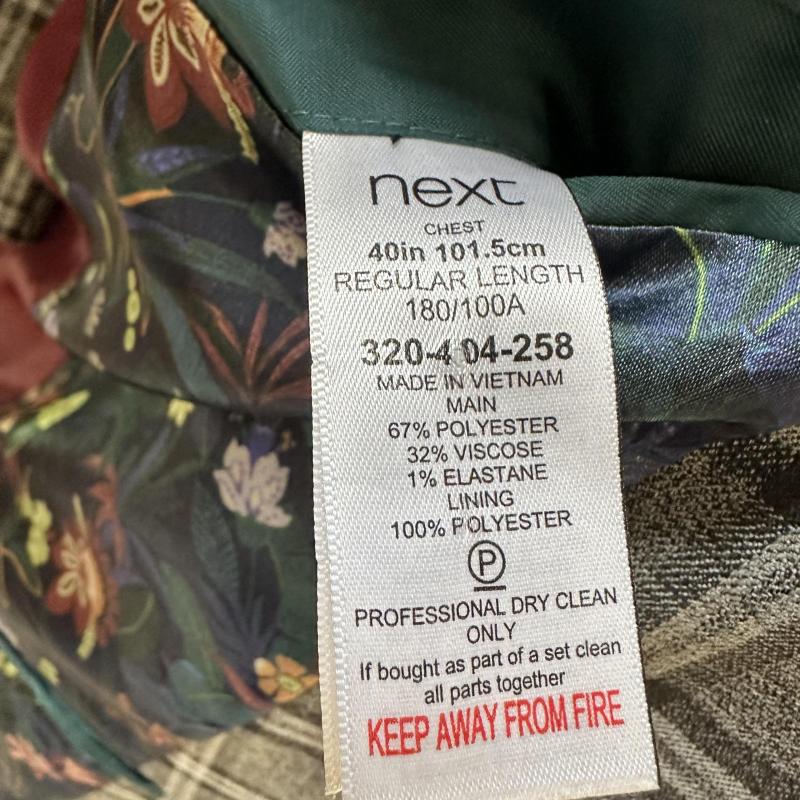 next
CHEST
40in 101.5cm
REGULAR LENGTH
180/100A
320-404-258
MADE IN VIETNAM
MAIN
67% POLYESTER
32% VISCOSE
1% ELASTANE
LINING
100% POLYESTER
P
PROFESSIONAL DRY CLEAN
ONLY
If bought as part of a set clean
all parts together
KEEP AWAY FROM FIRE